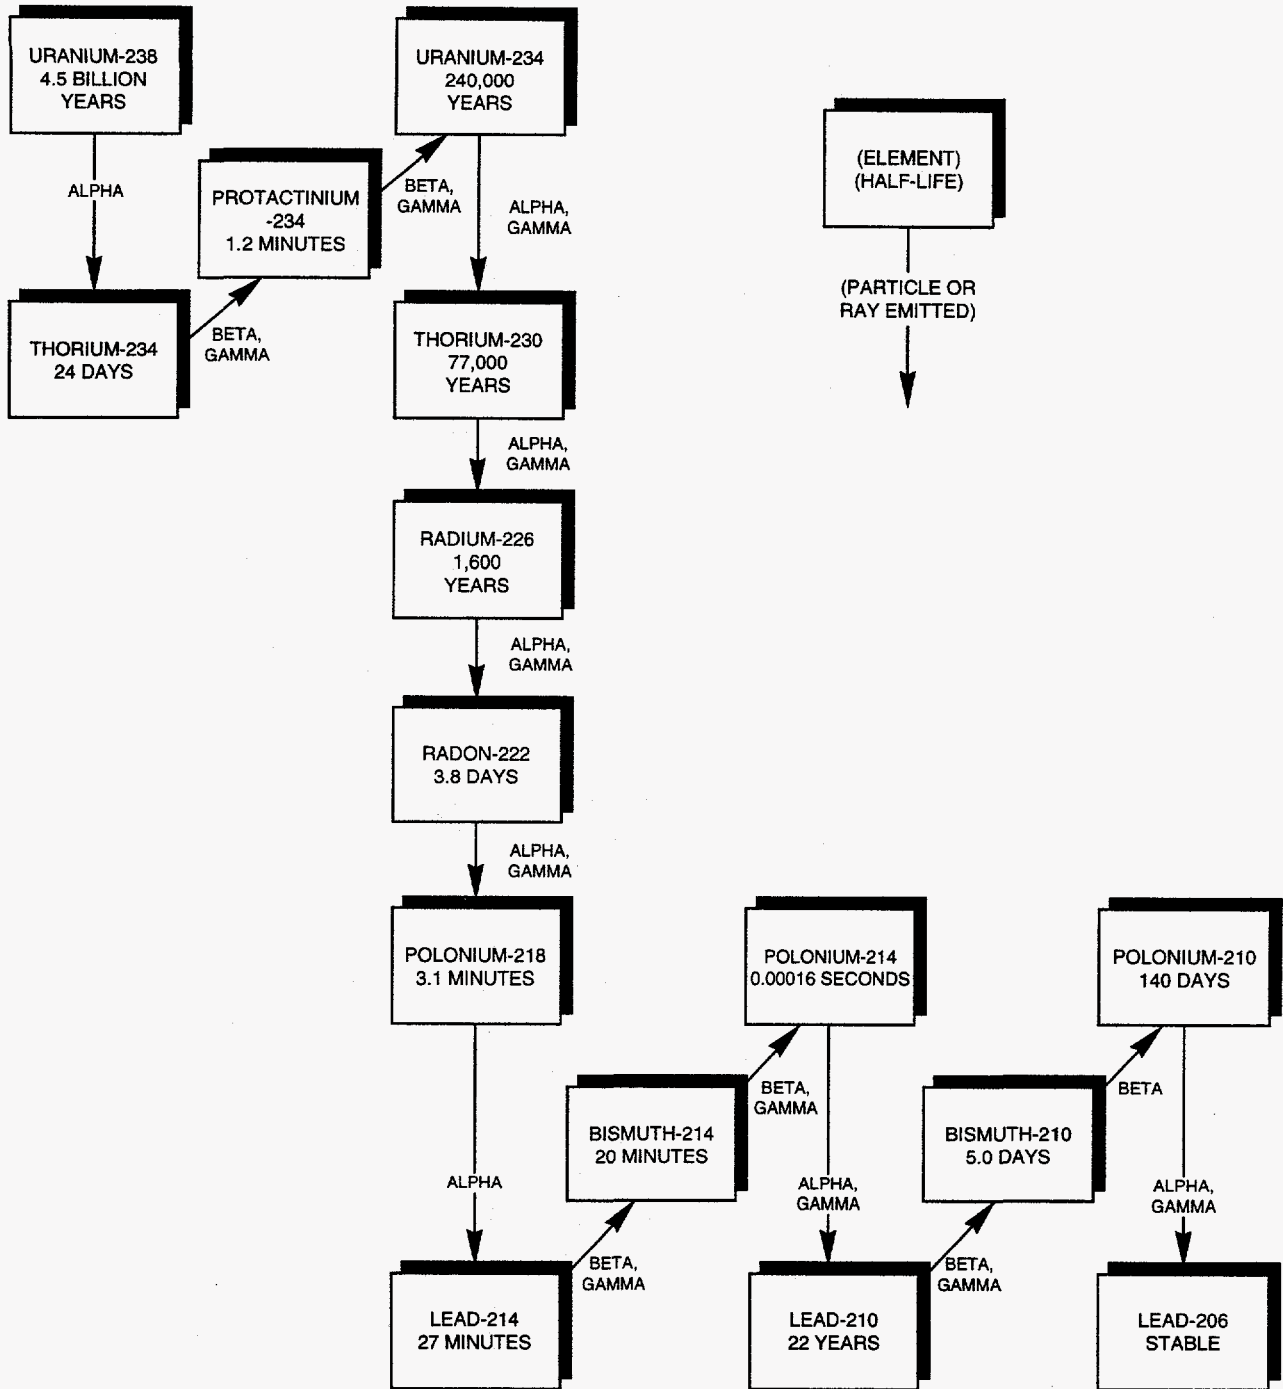 URANIUM-238
4.5 BILLION
YEARS
ALPHA
THORIUM-234
24 DAYS
BETA,
GAMMA
PROTACTINIUM
-234
1.2 MINUTES
BETA,
GAMMA
URANIUM-234
240,000
YEARS
ALPHA,
GAMMA
THORIUM-230
77,000
YEARS
ALPHA,
GAMMA
RADIUM-226
1,600
YEARS
ALPHA,
GAMMA
RADON-222
3.8 DAYS
ALPHA,
GAMMA
POLONIUM-218
3.1 MINUTES
ALPHA
LEAD-214
27 MINUTES
BETA,
GAMMA
BISMUTH-214
20 MINUTES
BETA,
GAMMA
POLONIUM-214
0.00016 SECONDS
ALPHA,
GAMMA
LEAD-210
22 YEARS
BETA,
GAMMA
BISMUTH-210
5.0 DAYS
BETA
POLONIUM-210
140 DAYS
ALPHA,
GAMMA
LEAD-206
STABLE
(ELEMENT)
(HALF-LIFE)
(PARTICLE OR
RAY EMITTED)